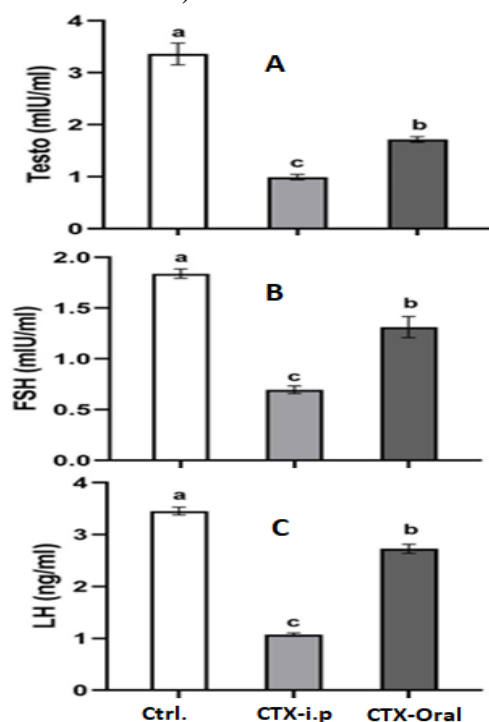 4
a
A
3
Testo (mIU/ml)
2
b
1
c
0
2.0
a
B
1.5
b
FSH (mIU/ml)
1.0
c
0.5
0.0
4
a
C
3
b
LH (ng/ml)
2
c
1
0
Ctrl. CTX-i.p CTX-Oral